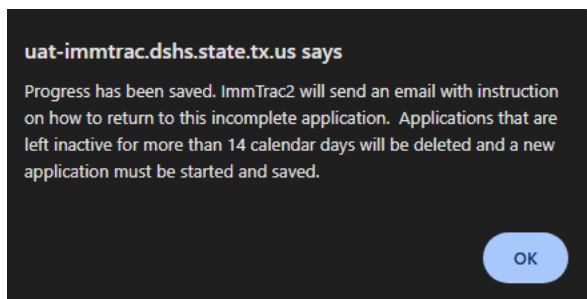 uat-immtrac.dshs.state.tx.us says
Progress has been saved. ImmTrac2 will send an email with instruction
on how to return to this incomplete application.  Applications that are
left inactive for more than 14 calendar days will be deleted and a new
application must be started and saved.
OK